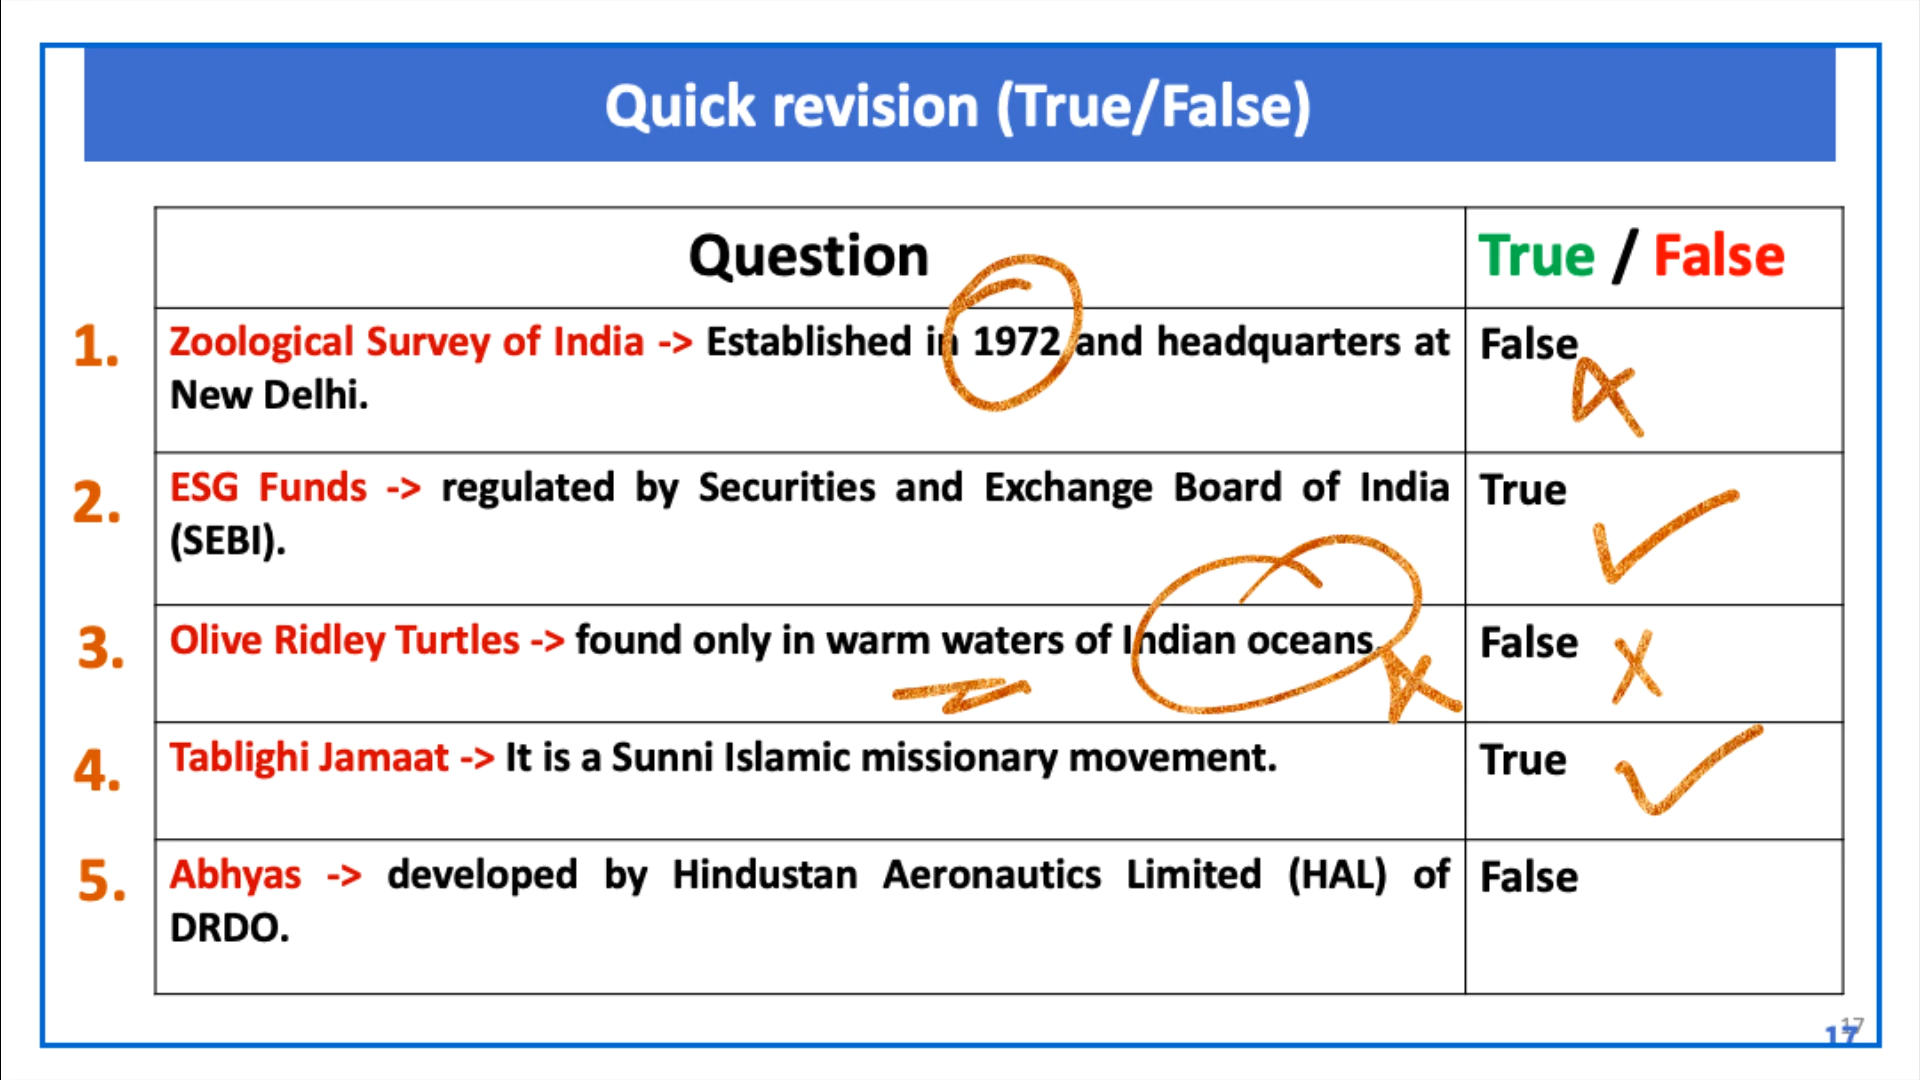 Quick revision (True/False)
Question
True / False
1.
Zoological Survey of India -> Established in 1972 and headquarters at
New Delhi.
False
2.
ESG Funds -> regulated by Securities and Exchange Board of India
(SEBI).
True
3.
Olive Ridley Turtles -> found only in warm waters of Indian oceans.
False
4.
Tablighi Jamaat -> It is a Sunni Islamic missionary movement.
True
5.
Abhyas -> developed by Hindustan Aeronautics Limited (HAL) of
DRDO.
False
17
17